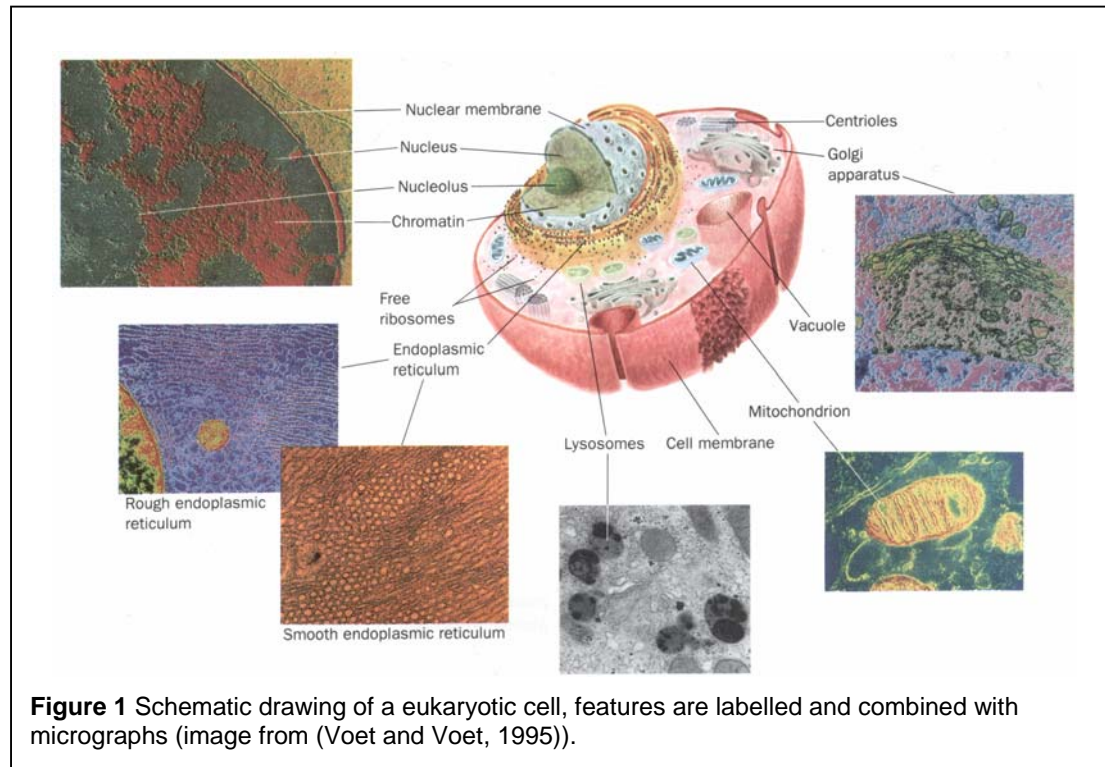 Nuclear membrane
Nucleus
Nucleolus
Chromatin
Free
ribosomes
Endoplasmic
reticulum
Rough endoplasmic
reticulum
Smooth endoplasmic reticulum
Lysosomes
Cell membrane
Mitochondrion
Vacuole
Golgi
apparatus
Centrioles
Figure 1 Schematic drawing of a eukaryotic cell, features are labelled and combined with
micrographs (image from (Voet and Voet, 1995)).